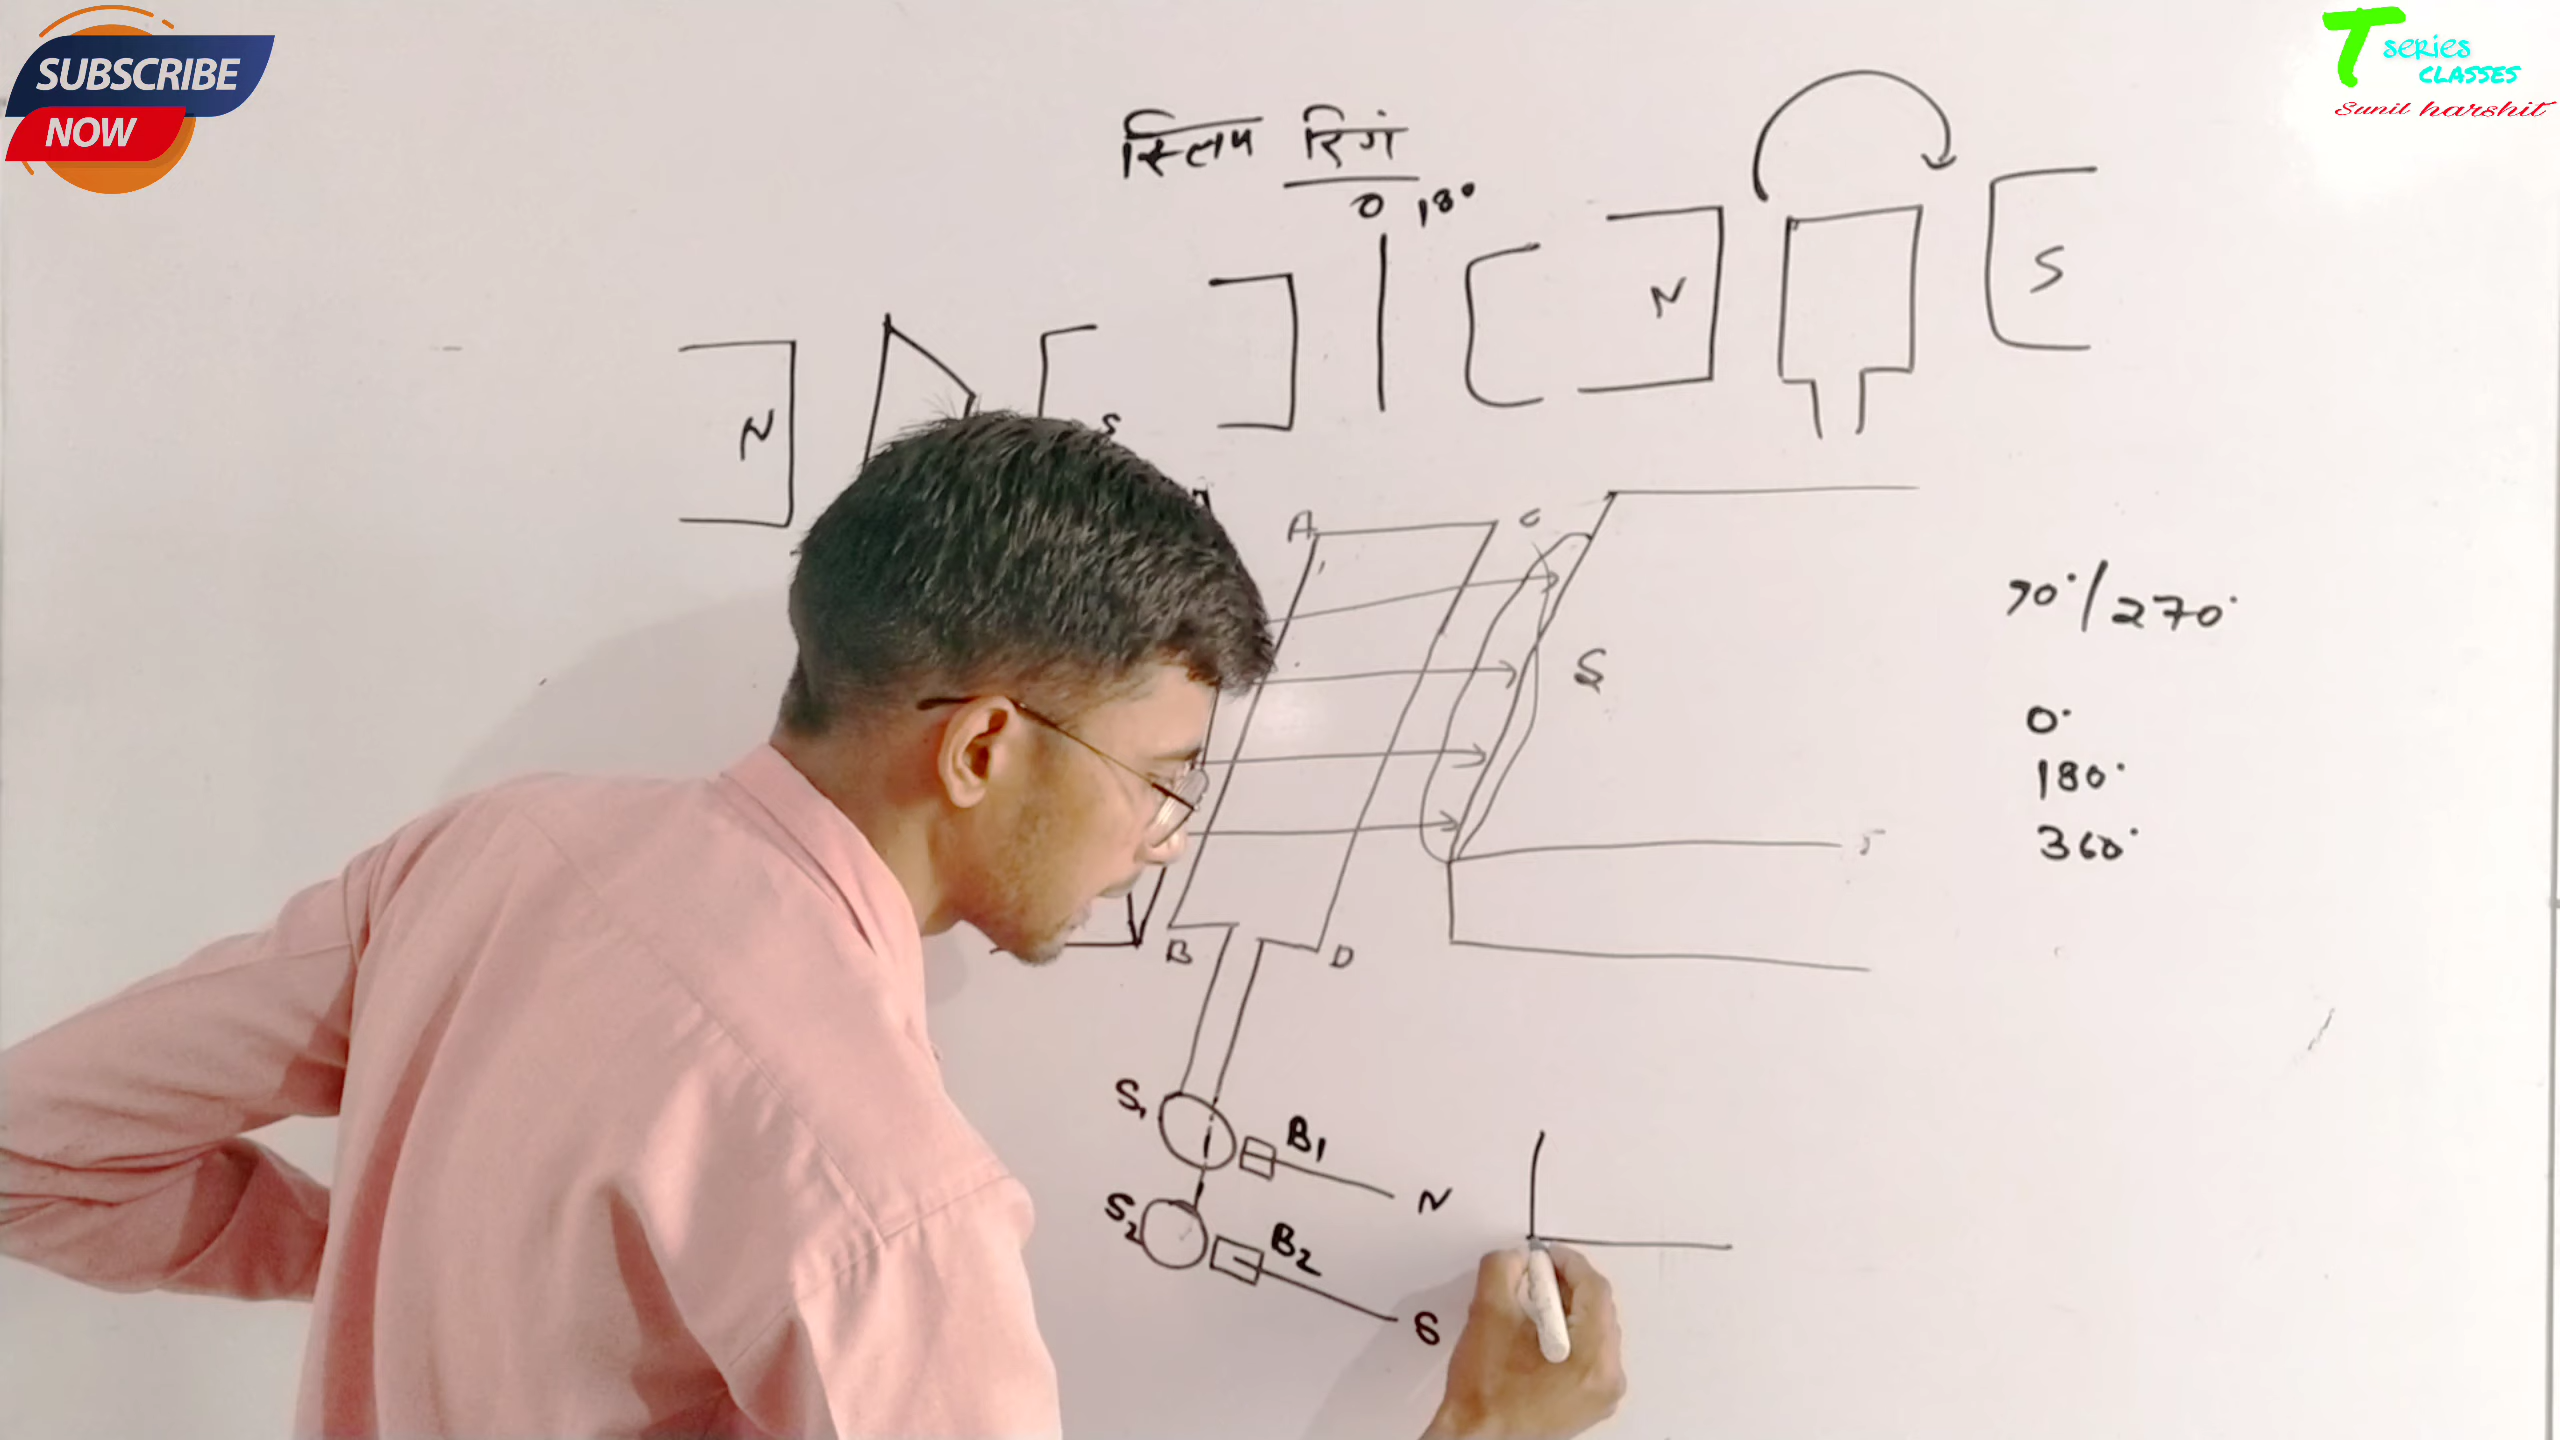 SUBSCRIBE
NOW
T series
CLASSES
Sunil harshit
स्लिप रिंग
0 180
N
S
N
S
A
C
S
90°/270°
0°
180°
360°
B
D
S1
B1
N
S2
B2
S